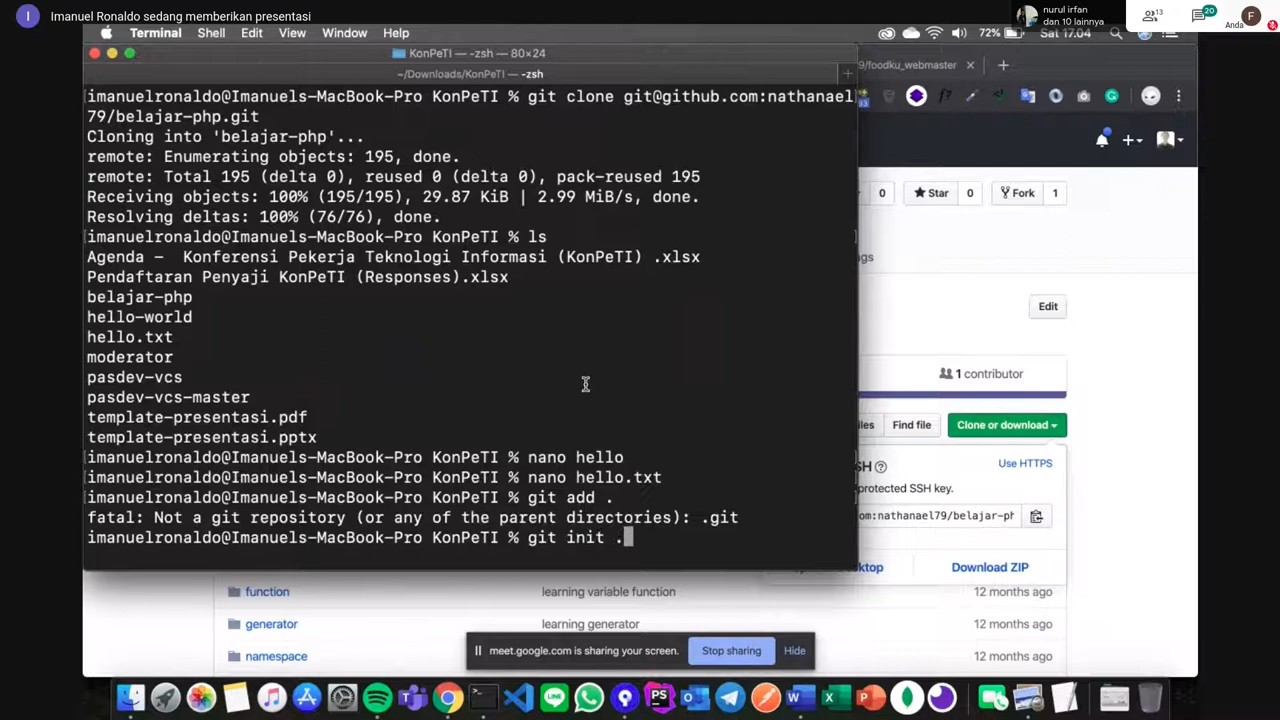 Imanuel Ronaldo sedang memberikan presentasi
nurul irfan
dan 10 lainnya
13
20
Anda
F
I
Terminal Shell Edit View Window Help
72% Sat 17.04
KonPeTI — -zsh — 80×24
~/Downloads/KonPeTI — -zsh
9/foodku_webmaster
imanuelronaldo@Imanuels-MacBook-Pro KonPeTI % git clone git@github.com:nathanael
79/belajar-php.git
Cloning into 'belajar-php'...
remote: Enumerating objects: 195, done.
remote: Total 195 (delta 0), reused 0 (delta 0), pack-reused 195
Receiving objects: 100% (195/195), 29.87 KiB | 2.99 MiB/s, done.
Resolving deltas: 100% (76/76), done.
imanuelronaldo@Imanuels-MacBook-Pro KonPeTI % ls
Agenda - Konferensi Pekerja Teknologi Informasi (KonPeTI) .xlsx
Pendaftaran Penyaji KonPeTI (Responses).xlsx
belajar-php
hello-world
hello.txt
moderator
pasdev-vcs
pasdev-vcs-master
template-presentasi.pdf
template-presentasi.pptx
imanuelronaldo@Imanuels-MacBook-Pro KonPeTI % nano hello
imanuelronaldo@Imanuels-MacBook-Pro KonPeTI % nano hello.txt
imanuelronaldo@Imanuels-MacBook-Pro KonPeTI % git add .
fatal: Not a git repository (or any of the parent directories): .git
imanuelronaldo@Imanuels-MacBook-Pro KonPeTI % git init .
0 Star 0 Fork 1
ags
Edit
1 contributor
iles Find file Clone or download
SH Use HTTPS
protected SSH key.
om:nathanael79/belajar-ph
ktop Download ZIP
function learning variable function 12 months ago
generator learning generator 12 months ago
namespace 12 months ago
meet.google.com is sharing your screen. Stop sharing Hide